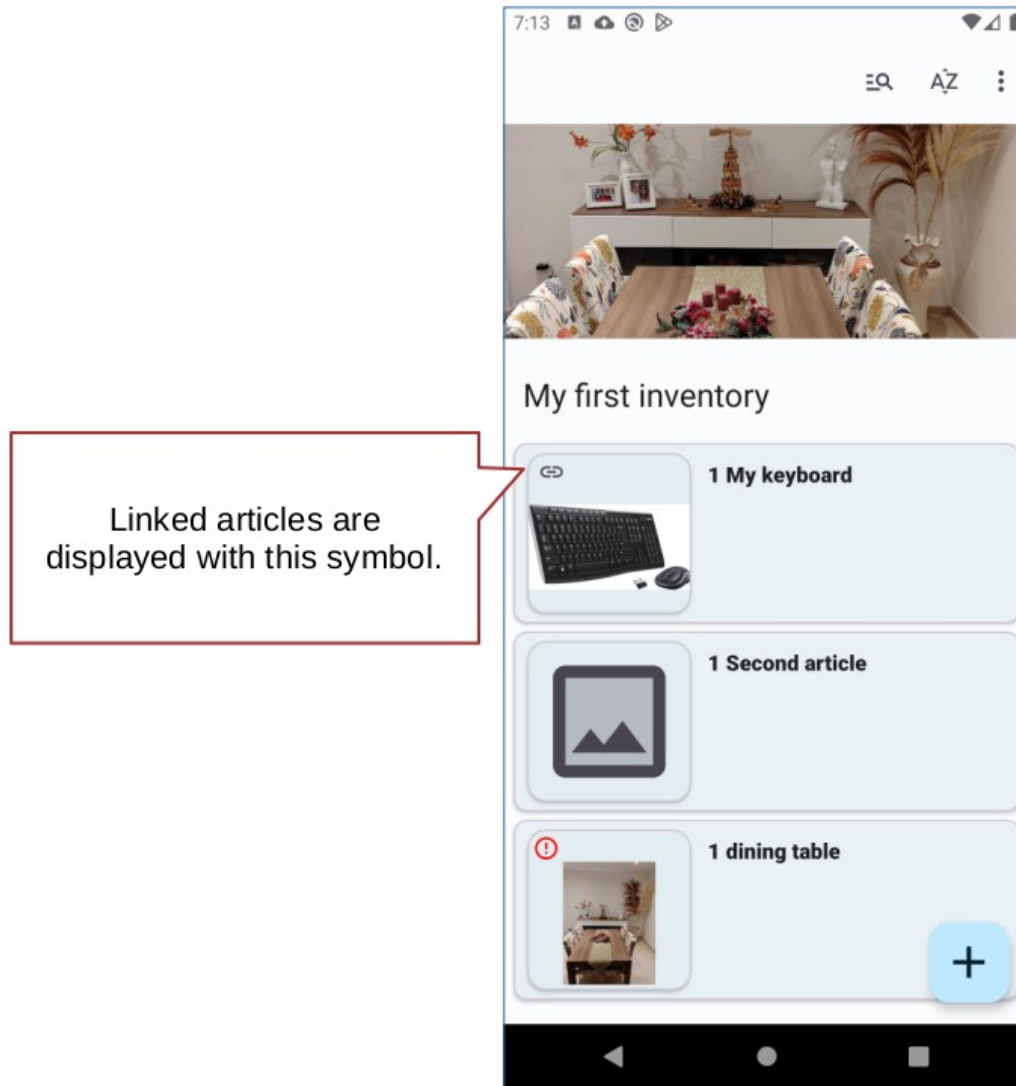 7:13
AZ
My first inventory
Linked articles are
displayed with this symbol.
1 My keyboard
1 Second article
1 dining table